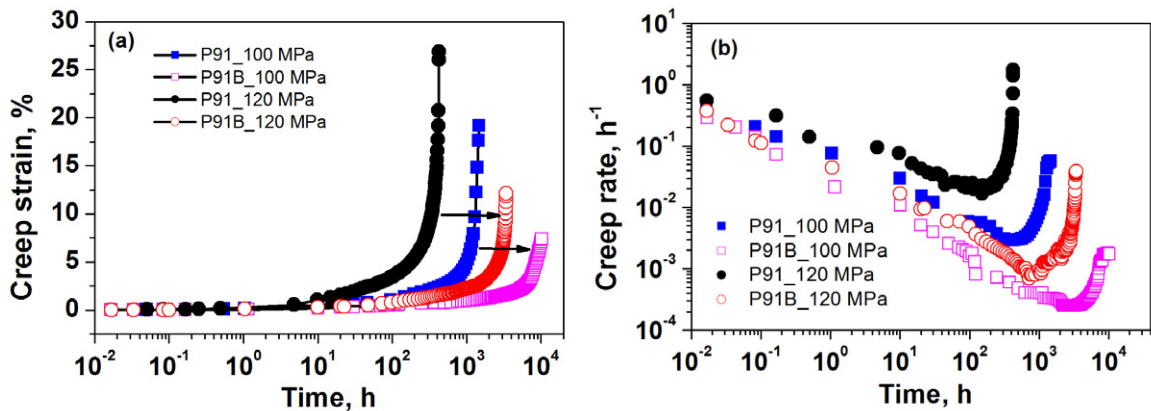 (a)
P91_100 MPa
P91B_100 MPa
P91_120 MPa
P91B_120 MPa
30
25
20
15
10
5
0
Creep strain, %
10⁻²
10⁻¹
10⁰
10¹
10²
10³
10⁴
Time, h
(b)
10¹
10⁰
10⁻¹
10⁻²
10⁻³
10⁻⁴
Creep rate, h⁻¹
P91_100 MPa
P91B_100 MPa
P91_120 MPa
P91B_120 MPa
10⁻²
10⁻¹
10⁰
10¹
10²
10³
10⁴
Time, h